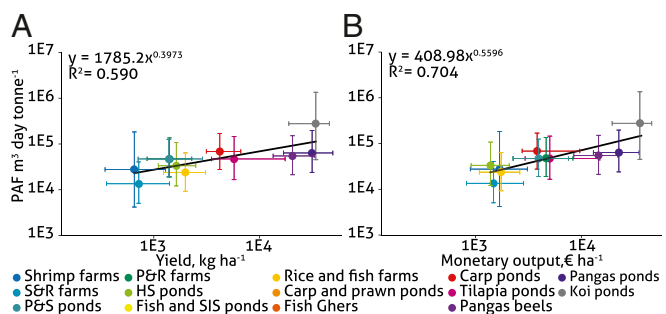 A
B
y = 1785.2x^0.3973
R² = 0.590
y = 408.98x^0.5596
R² = 0.704
PAF m³ day tonne⁻¹
1E7
1E6
1E5
1E4
1E3
1E7
1E6
1E5
1E4
1E3
1E3 1E4
1E3 1E4
Yield, kg ha⁻¹
Monetary output,€ ha⁻¹
Shrimp farms P&R farms Rice and fish farms Carp ponds Pangas ponds
S&R farms HS ponds Carp and prawn ponds Tilapia ponds Koi ponds
P&S ponds Fish and SIS ponds Fish Ghers Pangas beels